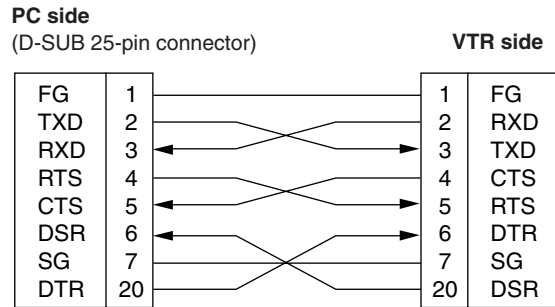 PC side
(D-SUB 25-pin connector)
VTR side
FG 1 1 FG
TXD 2 2 RXD
RXD 3 3 TXD
RTS 4 4 CTS
CTS 5 5 RTS
DSR 6 6 DTR
SG 7 7 SG
DTR 20 20 DSR